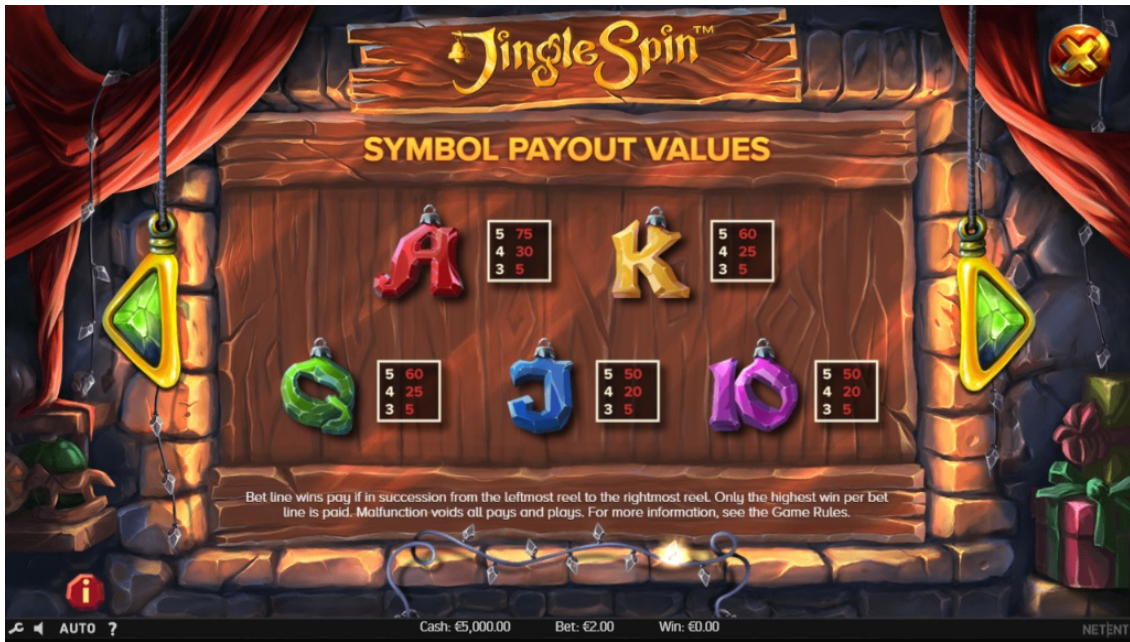 JingleSpin™
SYMBOL PAYOUT VALUES
A
5 75
4 30
3 5
K
5 60
4 25
3 5
Q
5 60
4 25
3 5
J
5 50
4 20
3 5
10
5 50
4 20
3 5
Bet line wins pay if in succession from the leftmost reel to the rightmost reel. Only the highest win per bet
line is paid. Malfunction voids all pays and plays. For more information, see the Game Rules.
i
AUTO ?
Cash: €5,000.00 Bet: €2.00 Win: €0.00
NETENT